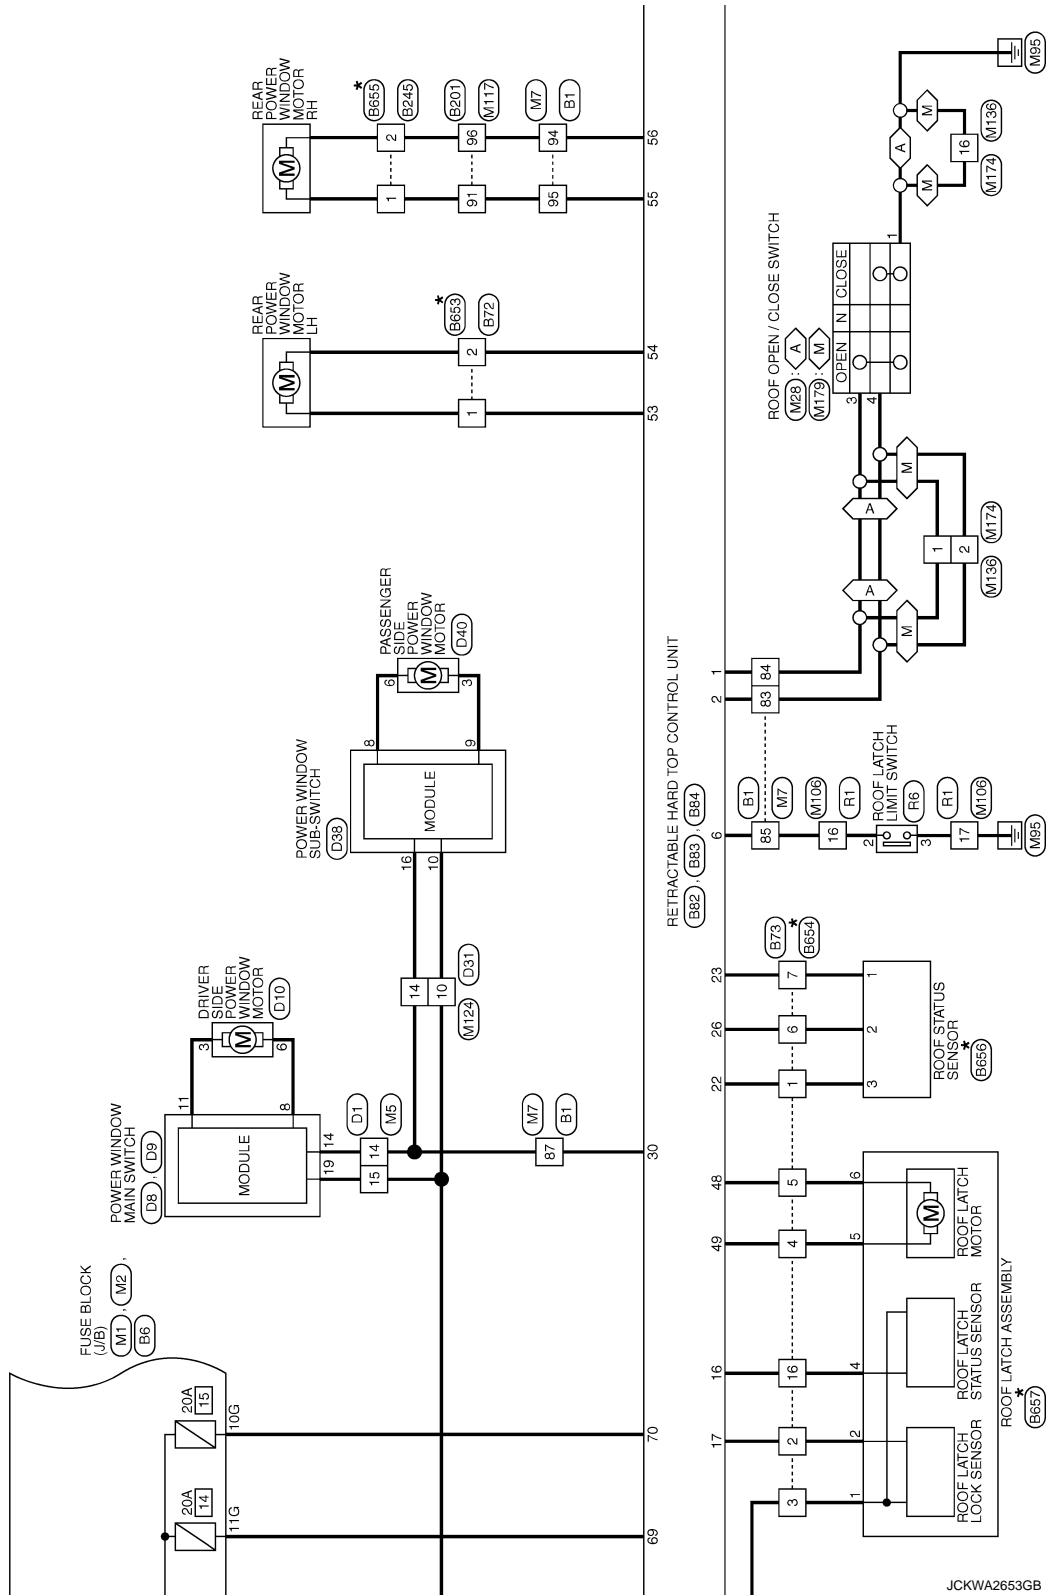 FUSE BLOCK
(J/B)
M1 , M2 ,
B6
20A
15
10G
20A
14
11G
POWER WINDOW
MAIN SWITCH
D8 , D9
MODULE
11
8
14
19
DRIVER
SIDE
POWER
WINDOW
MOTOR
D10
3
M
6
D1
M5
14
15
M7
B1
87
M124
D31
14
10
POWER WINDOW
SUB-SWITCH
D38
MODULE
16
10
8
9
PASSENGER
SIDE
POWER
WINDOW
MOTOR
D40
6
M
3
REAR
POWER
WINDOW
MOTOR
LH
M
*
B653
B72
1
2
REAR
POWER
WINDOW
MOTOR
RH
M
*
B655
B245
1
2
B201
M117
91
96
M7
B1
95
94
69
70
30
53
54
55
56
RETRACTABLE HARD TOP CONTROL UNIT
B82 , B83 , B84
17
16
49
48
22
26
23
6
2
1
3
2
16
4
5
1
6
7
B73
*
B654
1
2
4
5
6
ROOF LATCH
LOCK SENSOR
ROOF LATCH
STATUS SENSOR
M
ROOF LATCH
MOTOR
ROOF LATCH ASSEMBLY
*
B657
3
2
1
ROOF STATUS
SENSOR
*
B656
85
83
84
B1
M7
M106
16
R1
ROOF LATCH
LIMIT SWITCH
2
3
R6
R1
17
M106
M95
M
A
A
M
1
2
M136
M174
ROOF OPEN / CLOSE SWITCH
M28 : A
M179 : M
OPEN
N
CLOSE
3
4
1
M
A
M
16
M174
M136
M95
JCKWA2653GB